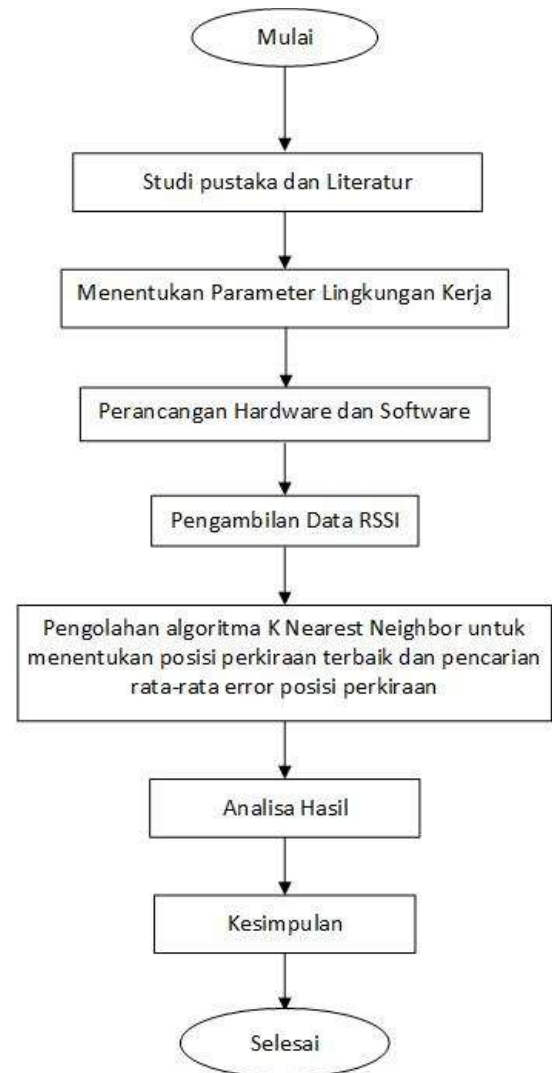 Mulai
Studi pustaka dan Literatur
Menentukan Parameter Lingkungan Kerja
Perancangan Hardware dan Software
Pengambilan Data RSSI
Pengolahan algoritma K Nearest Neighbor untuk
menentukan posisi perkiraan terbaik dan pencarian
rata-rata error posisi perkiraan
Analisa Hasil
Kesimpulan
Selesai